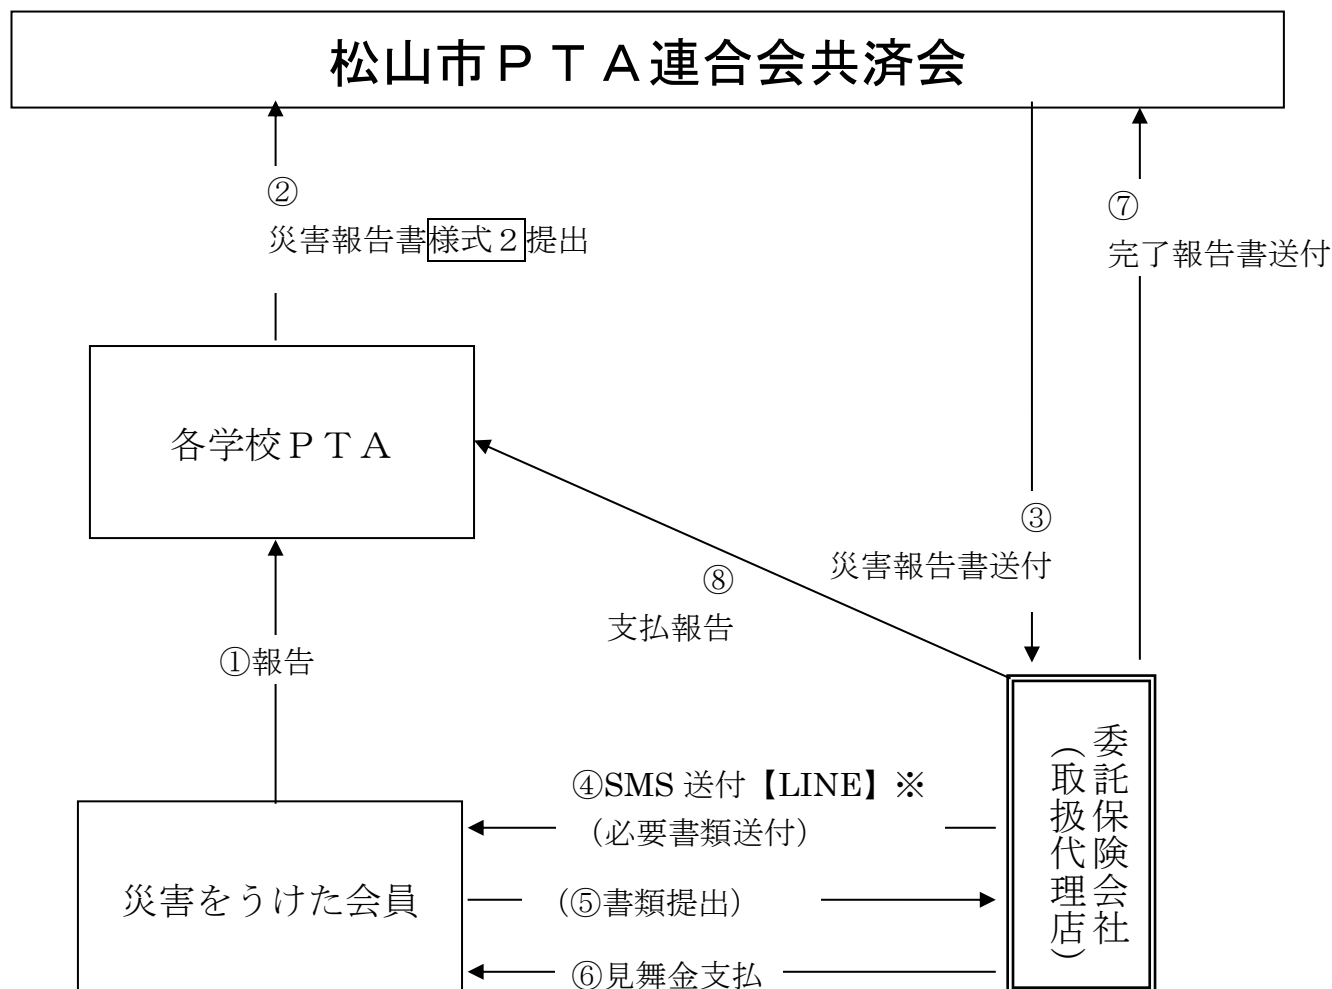 松山市ＰＴＡ連合会共済会
②
災害報告書様式２提出
⑦
完了報告書送付
各学校ＰＴＡ
③
災害報告書送付
⑧
支払報告
①報告
委託保険会社
（取扱代理店）
④SMS 送付【LINE】※
（必要書類送付）
災害をうけた会員
（⑤書類提出）
⑥見舞金支払